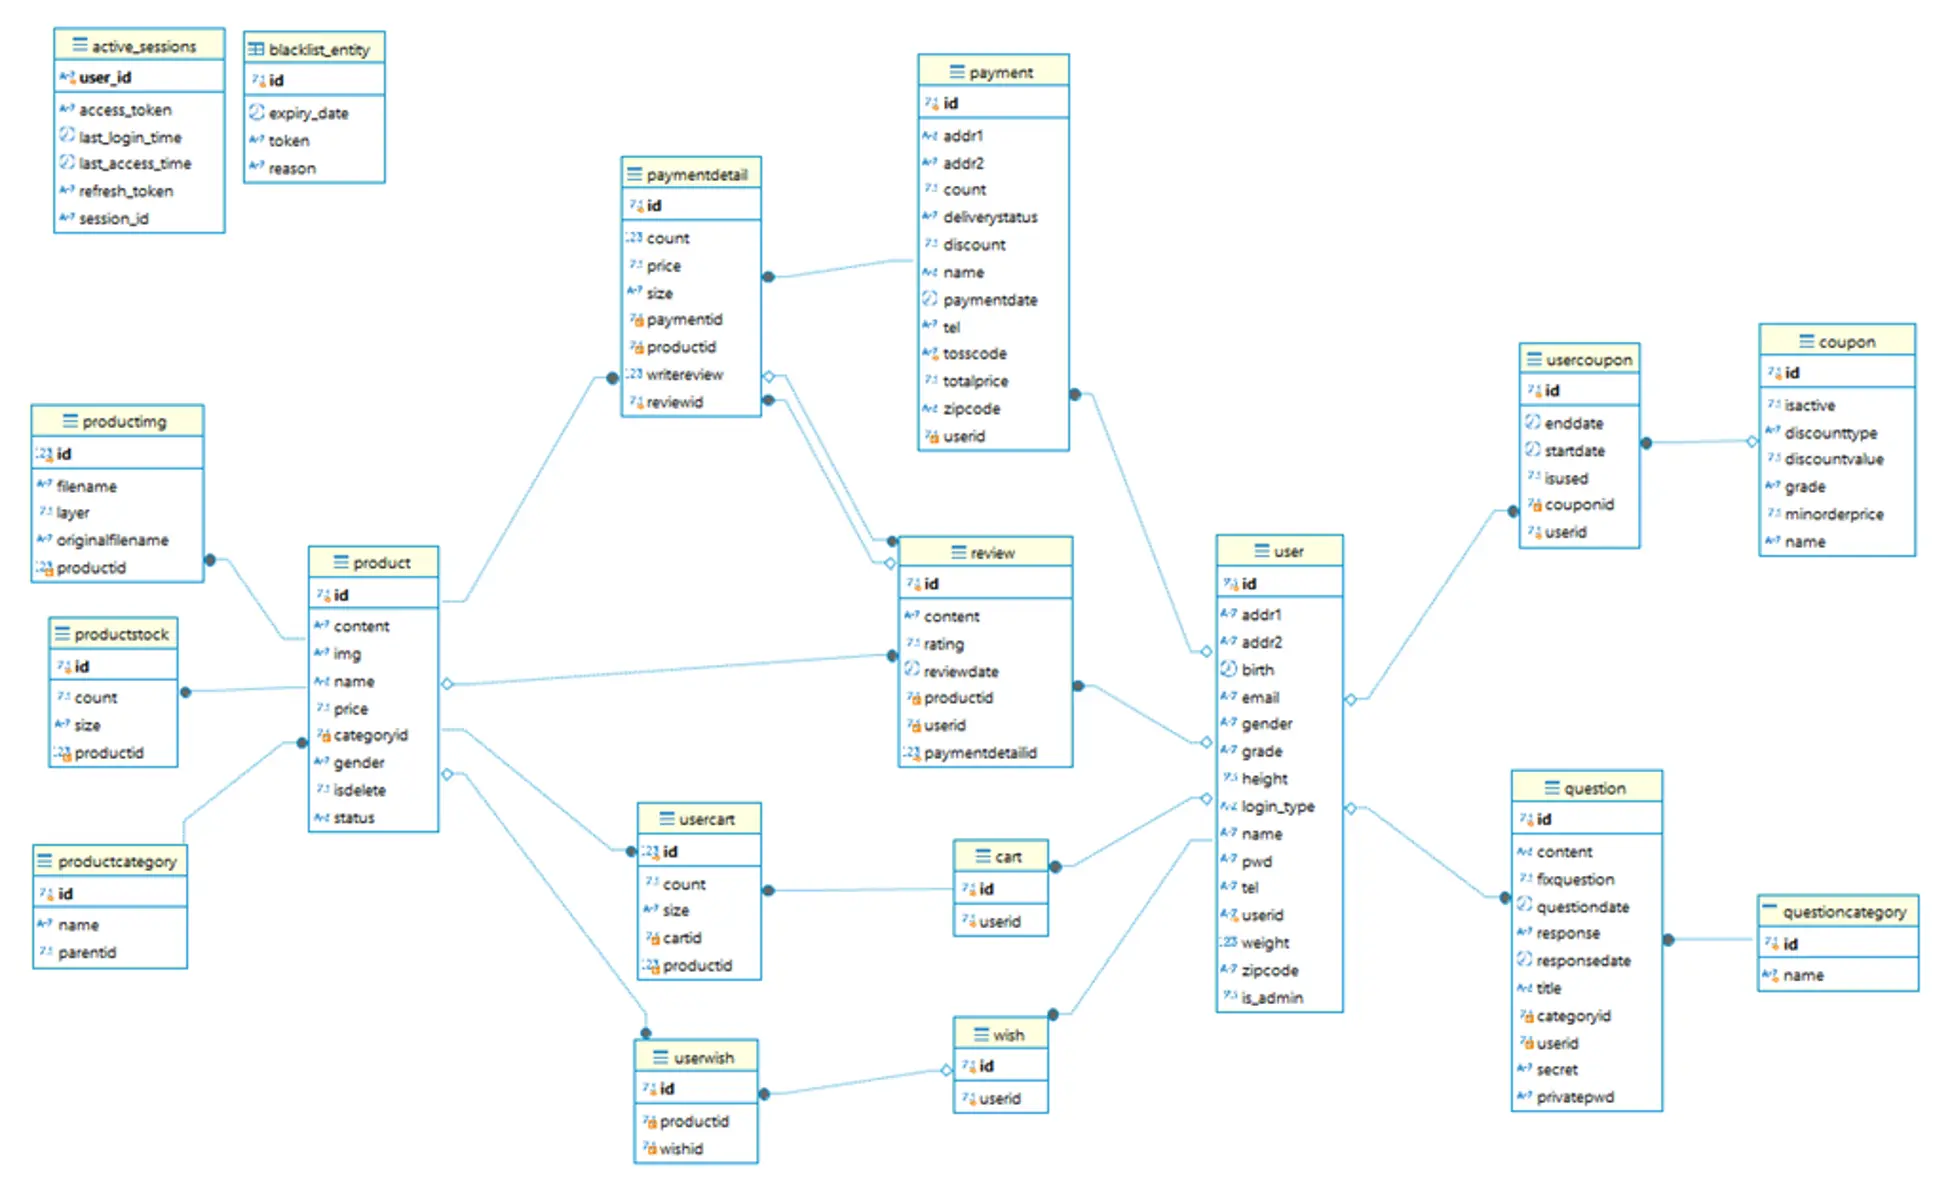 active_sessions
user_id
access_token
last_login_time
last_access_time
refresh_token
session_id
blacklist_entity
id
expiry_date
token
reason
payment
id
addr1
addr2
count
deliverystatus
discount
name
paymentdate
tel
tosscode
totalprice
zipcode
userid
paymentdetail
id
count
price
size
paymentid
productid
writereview
reviewid
usercoupon
id
enddate
startdate
isused
couponid
userid
coupon
id
isactive
discounttype
discountvalue
grade
minorderprice
name
productimg
id
filename
layer
originalfilename
productid
product
id
content
img
name
price
categoryid
gender
isdelete
status
productstock
id
count
size
productid
productcategory
id
name
parentid
review
id
content
rating
reviewdate
productid
userid
paymentdetailid
user
id
addr1
addr2
birth
email
gender
grade
height
login_type
name
pwd
tel
userid
weight
zipcode
is_admin
usercart
id
count
size
cartid
productid
cart
id
userid
userwish
id
productid
wishid
wish
id
userid
question
id
content
fixquestion
questiondate
response
responsedate
title
categoryid
userid
secret
privatepwd
questioncategory
id
name